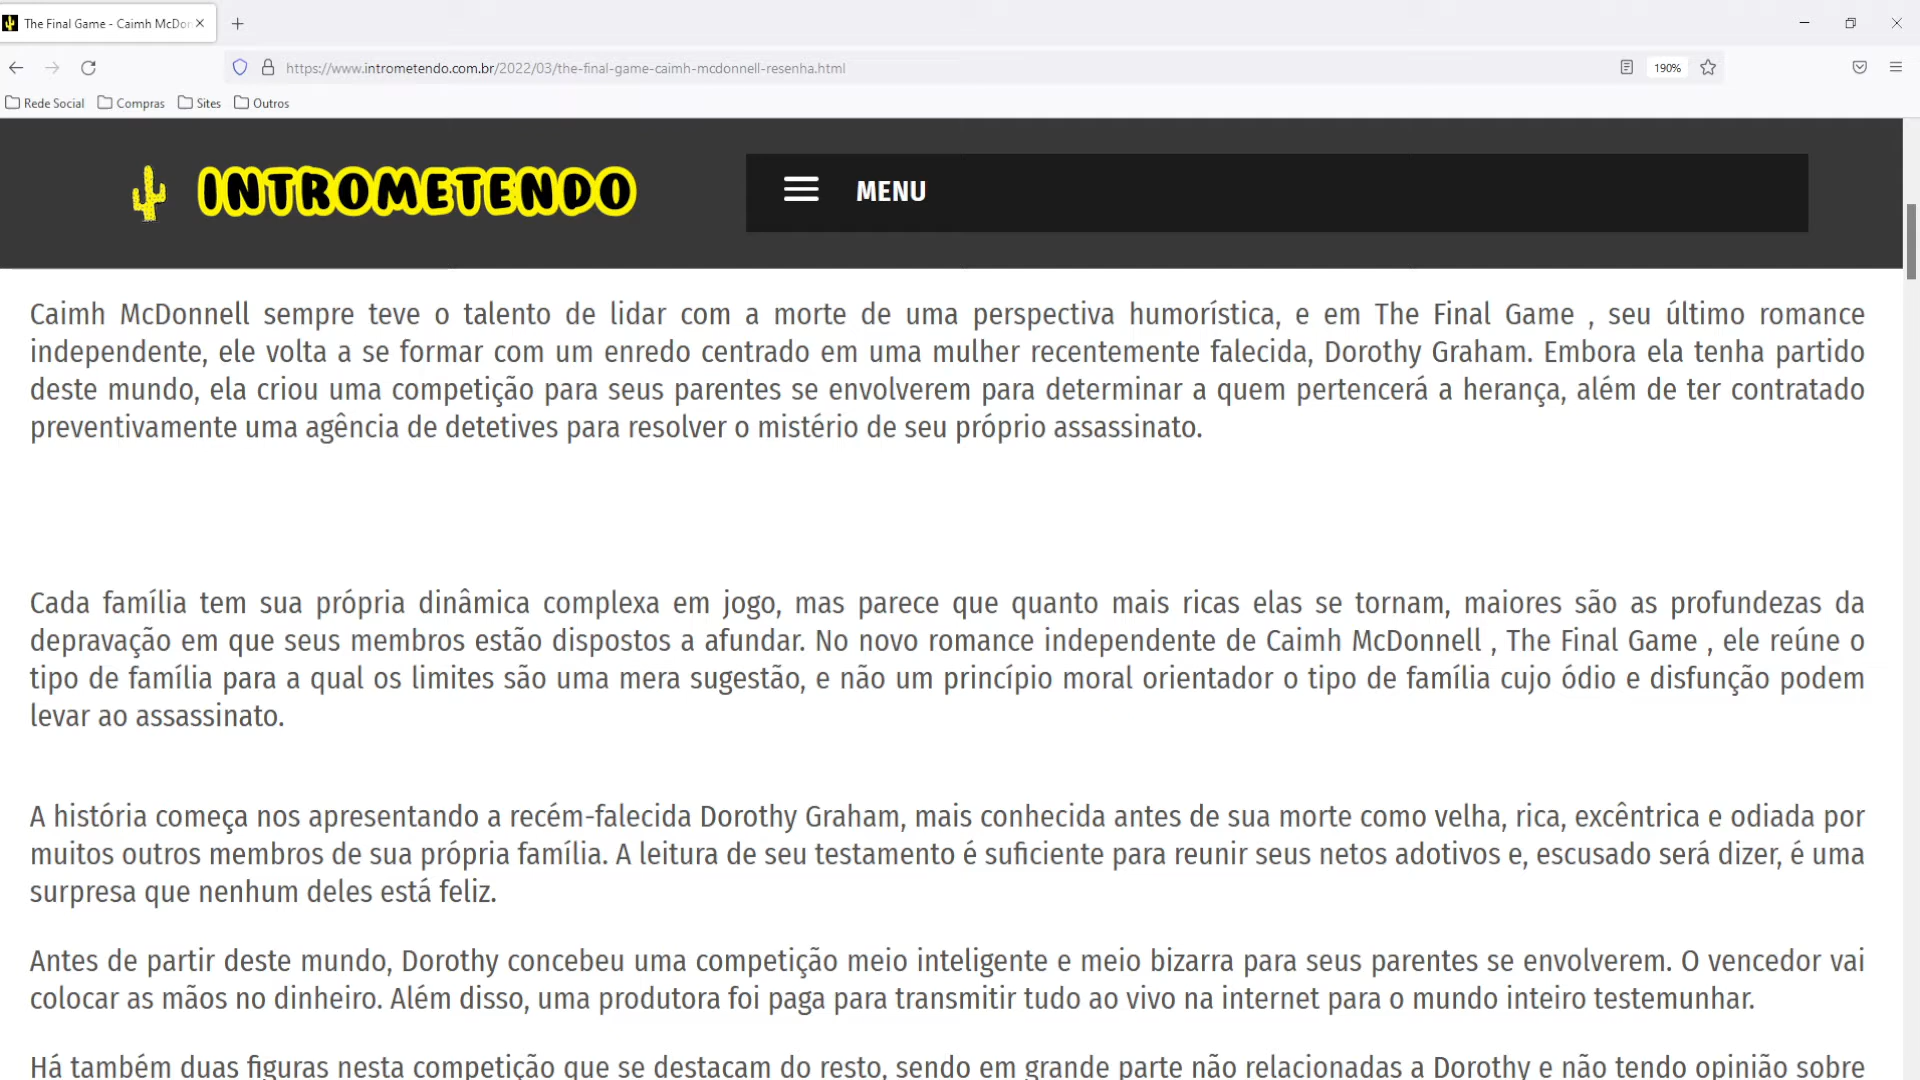 The Final Game - Caimh McDon
https://www.intrometendo.com.br/2022/03/the-final-game-caimh-mcdonnell-resenha.html
190%
Rede Social
Compras
Sites
Outros
INTROMETENDO
MENU
Caimh McDonnell sempre teve o talento de lidar com a morte de uma perspectiva humorística, e em The Final Game , seu último romance
independente, ele volta a se formar com um enredo centrado em uma mulher recentemente falecida, Dorothy Graham. Embora ela tenha partido
deste mundo, ela criou uma competição para seus parentes se envolverem para determinar a quem pertencerá a herança, além de ter contratado
preventivamente uma agência de detetives para resolver o mistério de seu próprio assassinato.
Cada família tem sua própria dinâmica complexa em jogo, mas parece que quanto mais ricas elas se tornam, maiores são as profundezas da
depravação em que seus membros estão dispostos a afundar. No novo romance independente de Caimh McDonnell , The Final Game , ele reúne o
tipo de família para a qual os limites são uma mera sugestão, e não um princípio moral orientador o tipo de família cujo ódio e disfunção podem
levar ao assassinato.
A história começa nos apresentando a recém-falecida Dorothy Graham, mais conhecida antes de sua morte como velha, rica, excêntrica e odiada por
muitos outros membros de sua própria família. A leitura de seu testamento é suficiente para reunir seus netos adotivos e, escusado será dizer, é uma
surpresa que nenhum deles está feliz.
Antes de partir deste mundo, Dorothy concebeu uma competição meio inteligente e meio bizarra para seus parentes se envolverem. O vencedor vai
colocar as mãos no dinheiro. Além disso, uma produtora foi paga para transmitir tudo ao vivo na internet para o mundo inteiro testemunhar.
Há também duas figuras nesta competição que se destacam do resto, sendo em grande parte não relacionadas a Dorothy e não tendo opinião sobre